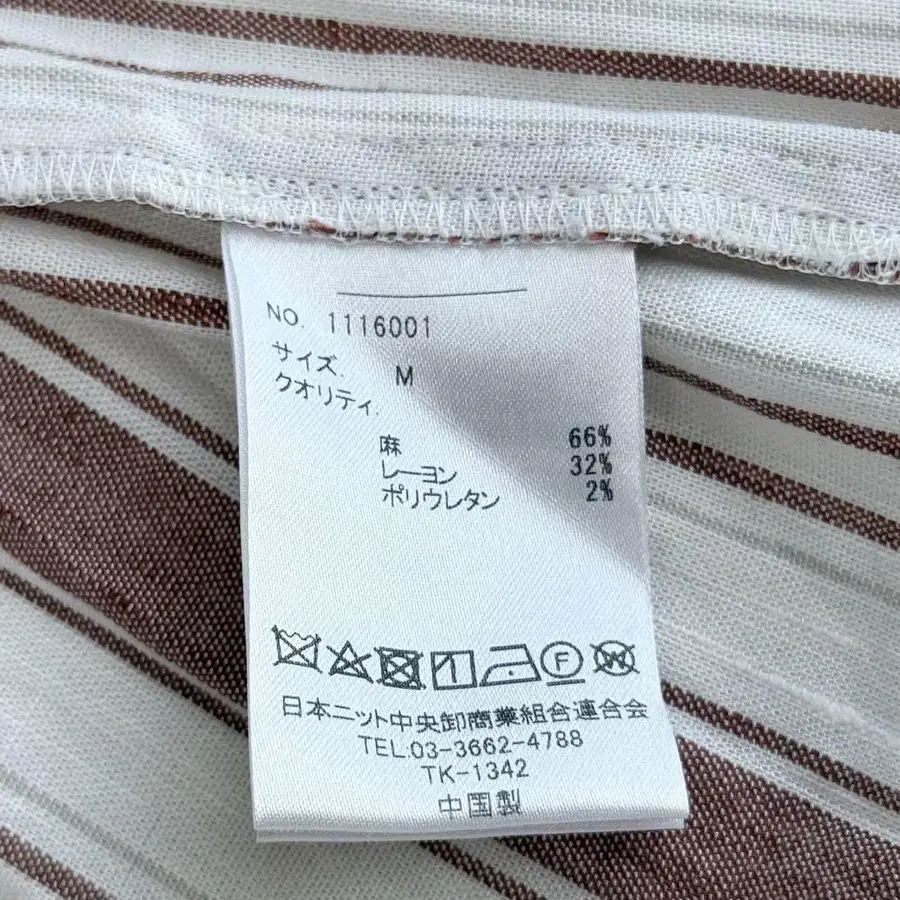 NO. 1116001
サイズ. M
クオリティ.
麻 66%
レーヨン 32%
ポリウレタン 2%
F W
日本ニット中央卸商業組合連合会
TEL.03-3662-4788
TK-1342
中国製